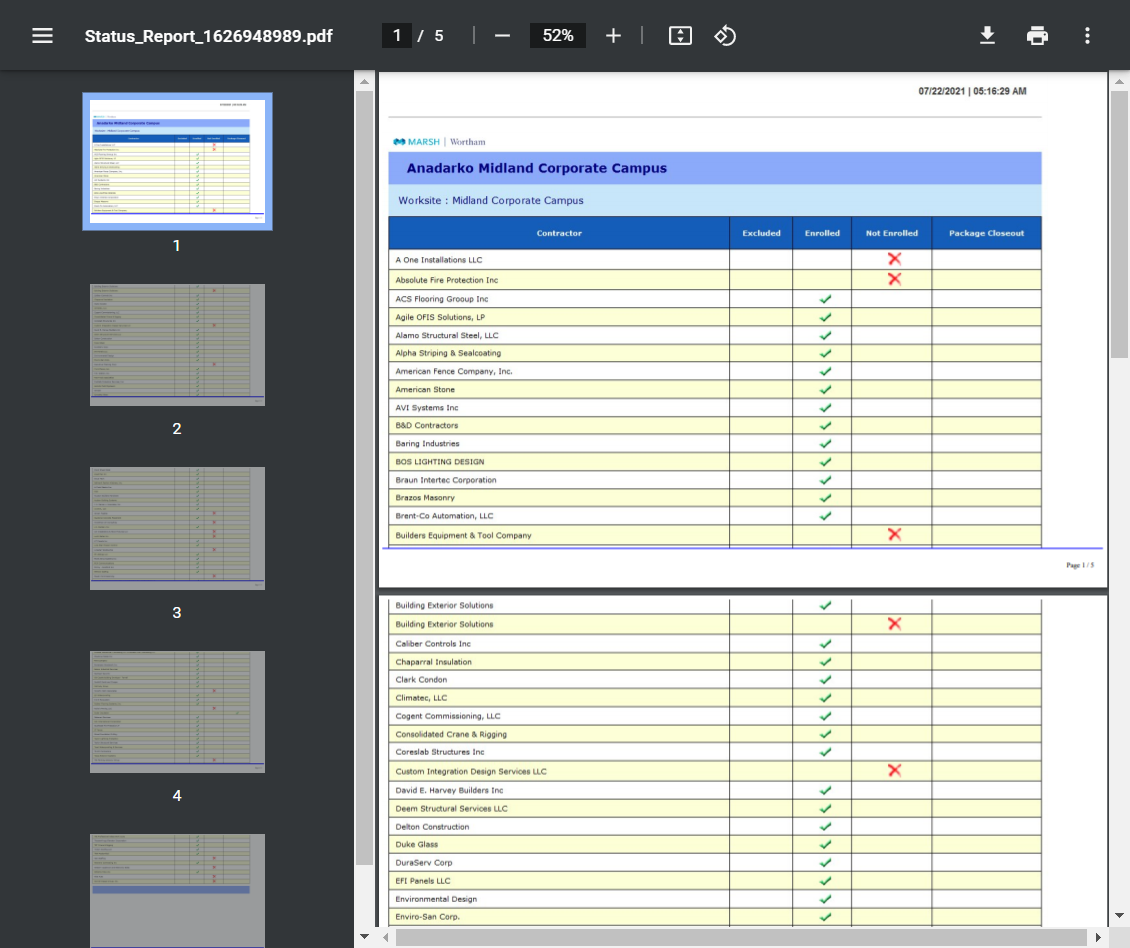 Status_Report_1626948989.pdf
1 / 5
52%
07/22/2021 | 05:16:29 AM
MARSH | Wortham
Anadarko Midland Corporate Campus
Worksite : Midland Corporate Campus
Contractor Excluded Enrolled Not Enrolled Package Closeout
A One Installations LLC
Absolute Fire Protection Inc
ACS Flooring Grooup Inc
Agile OFIS Solutions, LP
Alamo Structural Steel, LLC
Alpha Striping & Sealcoating
American Fence Company, Inc.
American Stone
AVI Systems Inc
B&D Contractors
Baring Industries
BOS LIGHTING DESIGN
Braun Intertec Corporation
Brazos Masonry
Brent-Co Automation, LLC
Builders Equipment & Tool Company
Page 1 / 5
Building Exterior Solutions
Building Exterior Solutions
Caliber Controls Inc
Chaparral Insulation
Clark Condon
Climatec, LLC
Cogent Commissioning, LLC
Consolidated Crane & Rigging
Coreslab Structures Inc
Custom Integration Design Services LLC
David E. Harvey Builders Inc
Deem Structural Services LLC
Delton Construction
Duke Glass
DuraServ Corp
EFI Panels LLC
Environmental Design
Enviro-San Corp.
1
2
3
4